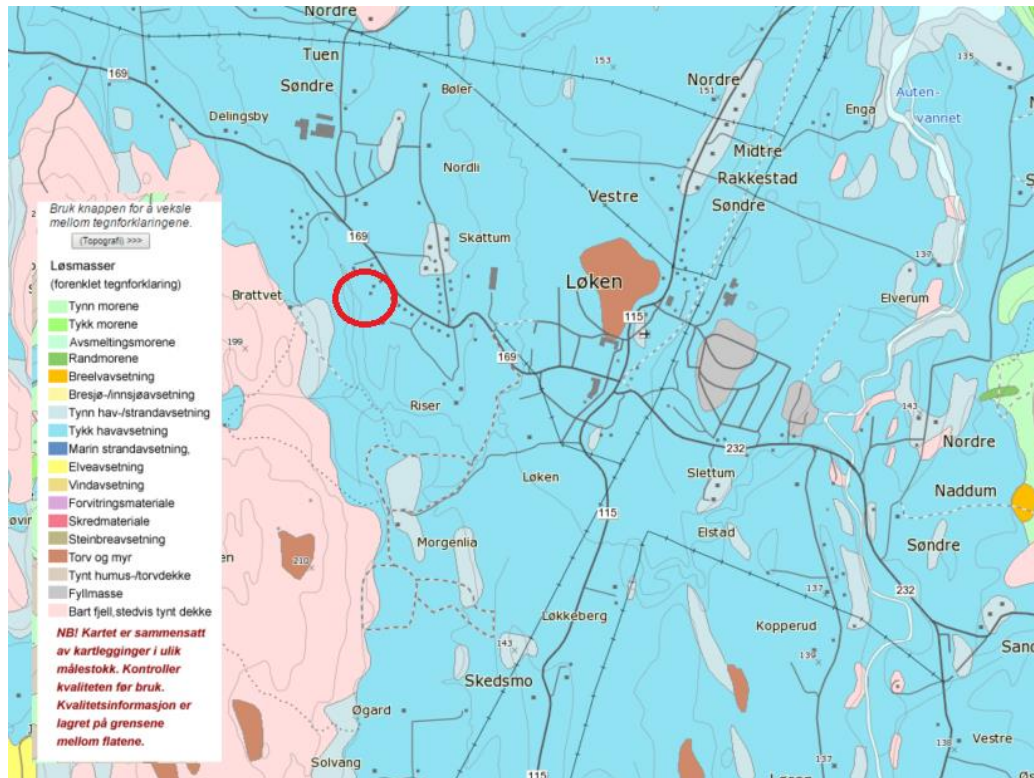 Nordre
Tuen
Søndre
169
Delingsby
Bøler
153
Nordre
151
135
Auten-
vannet
Enga
Midtre
Rakkestad
Søndre
Nordli
Vestre
169
Skattum
Løken
137
Elverum
Brattvet
199
115
169
Riser
143
Nordre
232
Løken
Slettum
Naddum
115
Elstad
Søndre
Morgenlia
210
137
232
Løkkeberg
Kopperud
143
139
Skedsmo
Øgard
Vestre
138
Solvang
137
115
Bruk knappen for å veksle
mellom tegnforklaringene.
(Topografi) >>>
Løsmasser
(forenklet tegnforklaring)
Tynn morene
Tykk morene
Avsmeltingsmorene
Randmorene
Breelvavsetning
Bresjø-/innsjøavsetning
Tynn hav-/strandavsetning
Tykk havavsetning
Marin strandavsetning,
Elveavsetning
Vindavsetning
Forvitringsmateriale
Skredmateriale
Steinbreavsetning
Torv og myr
Tynt humus-/torvdekke
Fyllmasse
Bart fjell,stedvis tynt dekke
NB! Kartet er sammensatt
av kartlegginger i ulik
målestokk. Kontroller
kvaliteten før bruk.
Kvalitetsinformasjon er
lagret på grensene
mellom flatene.